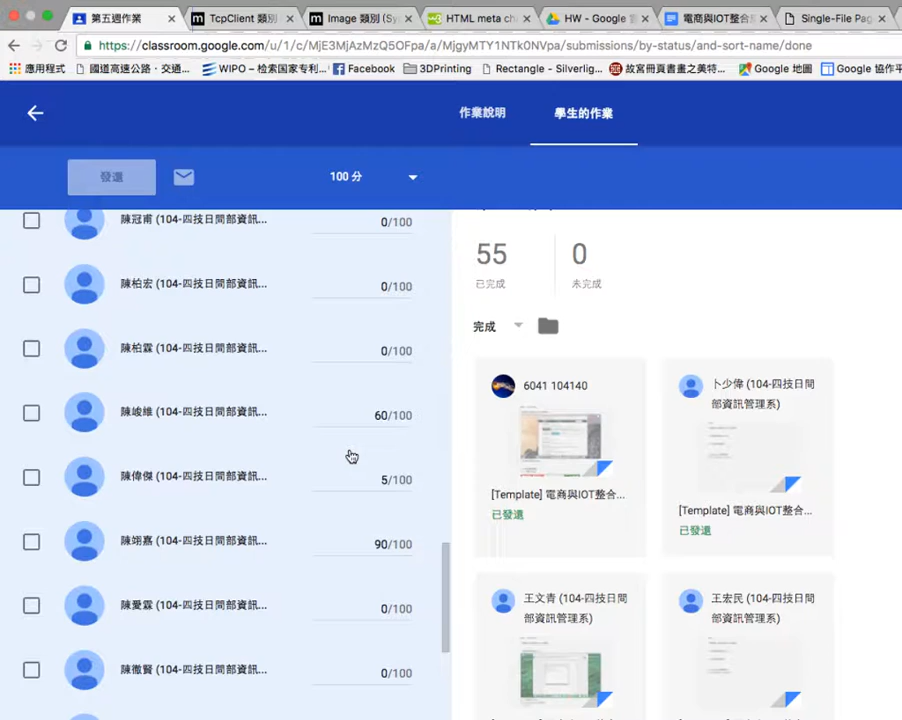 第五週作業
TcpClient 類別
Image 類別 (Sy
HTML meta ch
HW - Google
電商與IOT整合
Single-File Pag
https://classroom.google.com/u/1/c/MjE3MjAzMzQ5OFpa/a/MjgyMTY1NTk0NVpa/submissions/by-status/and-sort-name/done
應用程式
國道高速公路‧交通...
WIPO – 检索国家专利...
Facebook
3DPrinting
Rectangle - Silverlig...
故宮冊頁書畫之美特...
Google 地圖
Google 協作平
作業說明
學生的作業
發還
100 分
陳冠甫 (104-四技日間部資訊...
0/100
陳柏宏 (104-四技日間部資訊...
0/100
陳柏霖 (104-四技日間部資訊...
0/100
陳峻維 (104-四技日間部資訊...
60/100
陳偉傑 (104-四技日間部資訊...
5/100
陳翊嘉 (104-四技日間部資訊...
90/100
陳愛霖 (104-四技日間部資訊...
0/100
陳徹賢 (104-四技日間部資訊...
0/100
55
已完成
0
未完成
完成
6041 104140
[Template] 電商與IOT整合...
已發還
卜少偉 (104-四技日間
部資訊管理系)
[Template] 電商與IOT整合...
已發還
王文青 (104-四技日間
部資訊管理系)
王宏民 (104-四技日間
部資訊管理系)